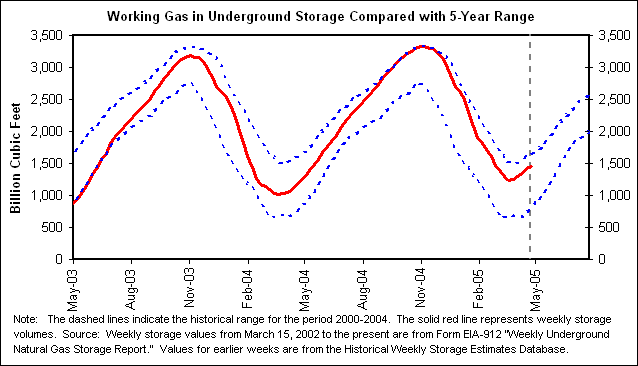 Working Gas in Underground Storage Compared with 5-Year Range
Billion Cubic Feet
3,500
3,000
2,500
2,000
1,500
1,000
500
0
3,500
3,000
2,500
2,000
1,500
1,000
500
0
May-03
Aug-03
Nov-03
Feb-04
May-04
Aug-04
Nov-04
Feb-05
May-05
Note: The dashed lines indicate the historical range for the period 2000-2004. The solid red line represents weekly storage
volumes. Source: Weekly storage values from March 15, 2002 to the present are from Form EIA-912 "Weekly Underground
Natural Gas Storage Report." Values for earlier weeks are from the Historical Weekly Storage Estimates Database.